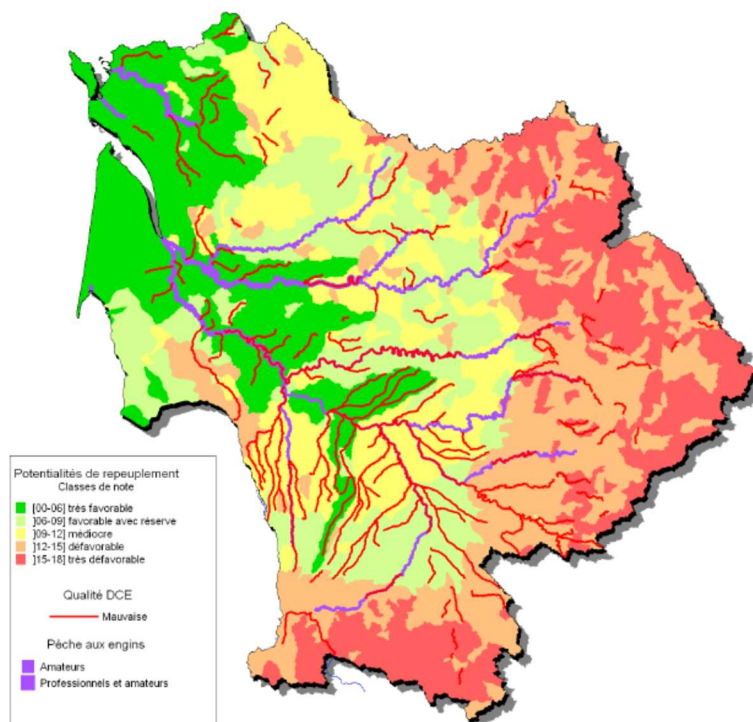 Potentialités de repeuplement
Classes de note
[00-06] très favorable
]06-09] favorable avec réserve
]09-12] médiocre
]12-15] défavorable
]15-18] très défavorable
Qualité DCE
Mauvaise
Pêche aux engins
Amateurs
Professionnels et amateurs